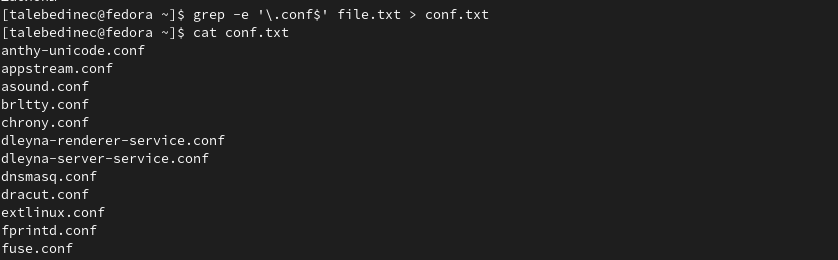 [talebedinec@fedora ~]$ grep -e '\.conf$' file.txt > conf.txt
[talebedinec@fedora ~]$ cat conf.txt
anthy-unicode.conf
appstream.conf
asound.conf
brltty.conf
chrony.conf
dleyna-renderer-service.conf
dleyna-server-service.conf
dnsmasq.conf
dracut.conf
extlinux.conf
fprintd.conf
fuse.conf